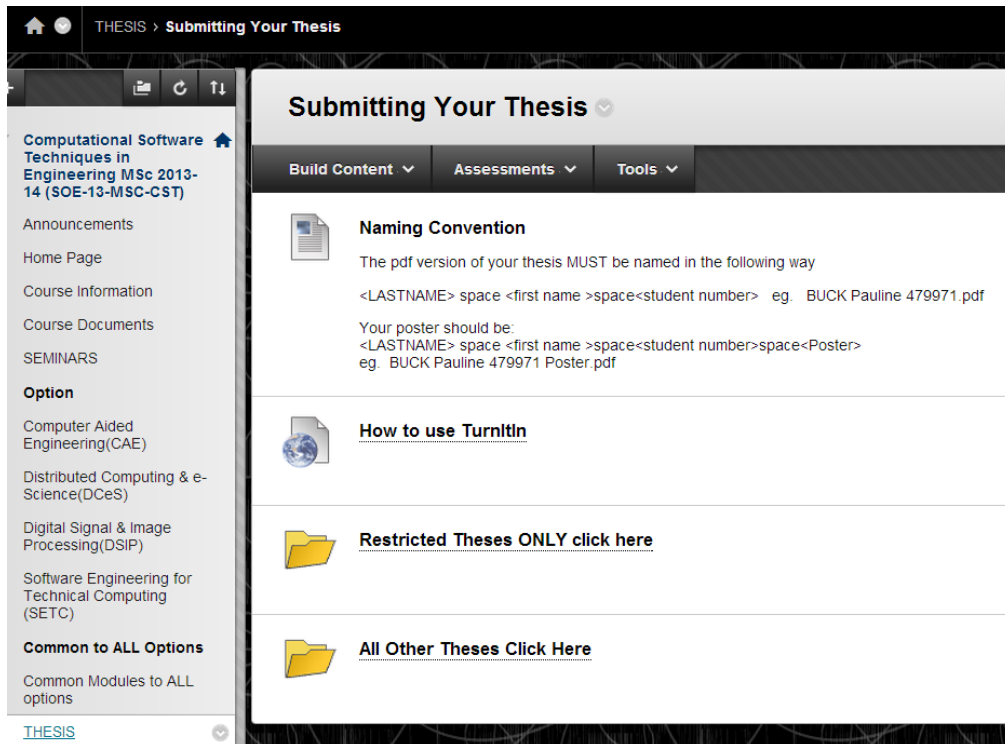 THESIS > Submitting Your Thesis
Computational Software
Techniques in
Engineering MSc 2013-
14 (SOE-13-MSC-CST)
Announcements
Home Page
Course Information
Course Documents
SEMINARS
Option
Computer Aided
Engineering(CAE)
Distributed Computing & e-
Science(DCeS)
Digital Signal & Image
Processing(DSIP)
Software Engineering for
Technical Computing
(SETC)
Common to ALL Options
Common Modules to ALL
options
THESIS
Submitting Your Thesis
Build Content
Assessments
Tools
Naming Convention
The pdf version of your thesis MUST be named in the following way
<LASTNAME> space <first name >space<student number>   eg.   BUCK Pauline 479971.pdf
Your poster should be:
<LASTNAME> space <first name >space<student number>space<Poster>
eg.  BUCK Pauline 479971 Poster.pdf
How to use TurnItIn
Restricted Theses ONLY click here
All Other Theses Click Here